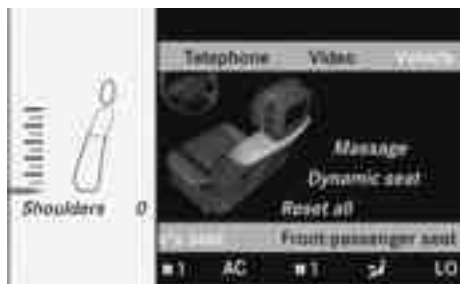 Telephone Video Vehicle
Massage
Dynamic seat
Shoulders 0
Reset all
Front passenger seat
■1 AC ■1 LO